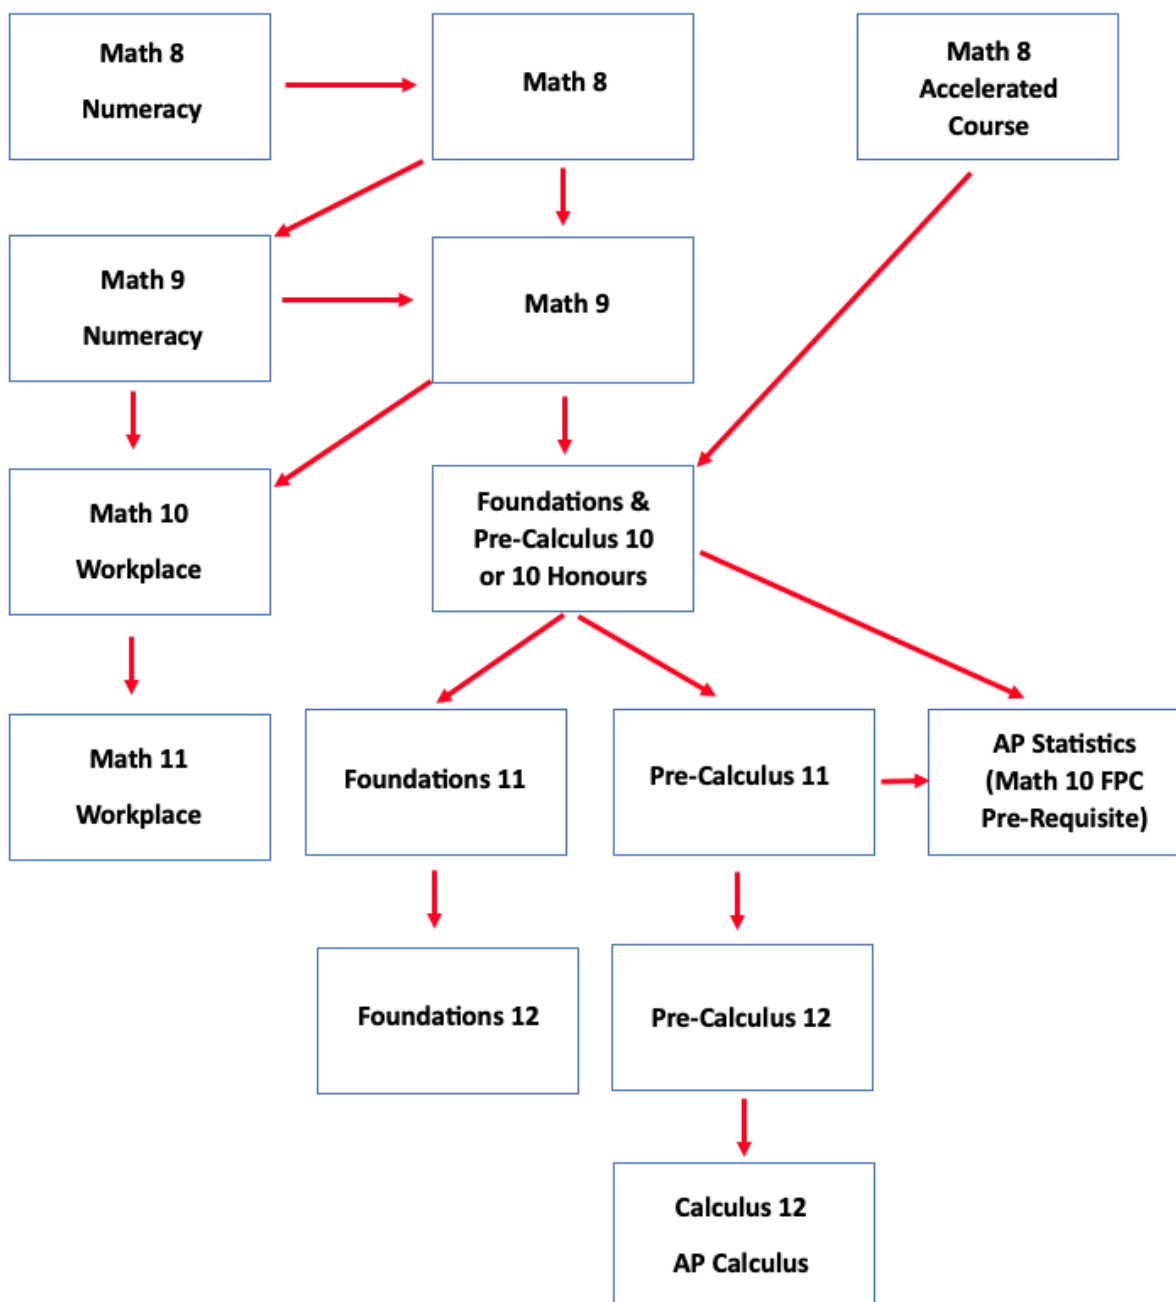 Math 8
Numeracy
Math 8
Math 8
Accelerated
Course
Math 9
Numeracy
Math 9
Math 10
Workplace
Foundations &
Pre-Calculus 10
or 10 Honours
Math 11
Workplace
Foundations 11
Pre-Calculus 11
AP Statistics
(Math 10 FPC
Pre-Requisite)
Foundations 12
Pre-Calculus 12
Calculus 12
AP Calculus